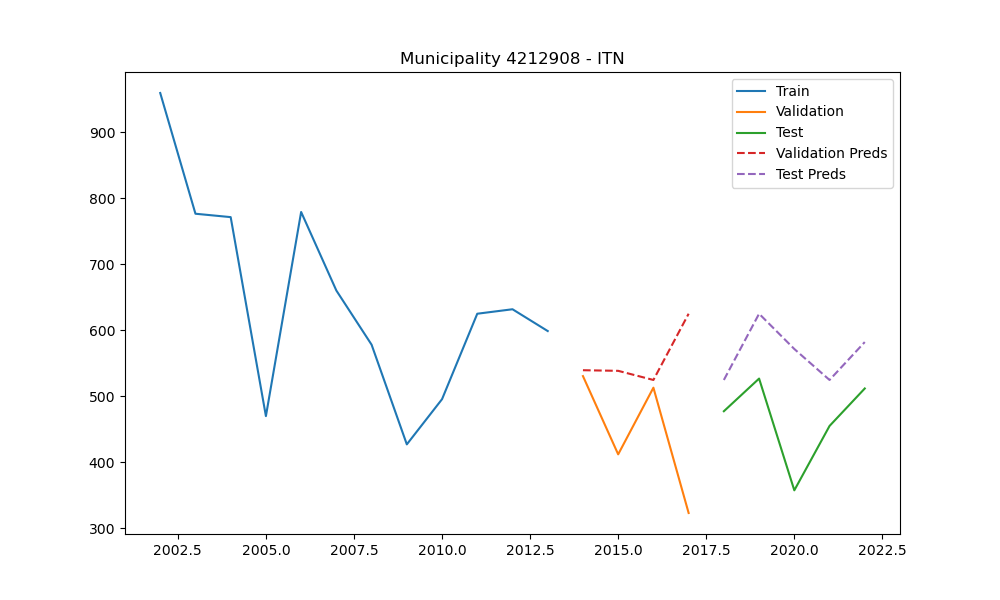 Municipality 4212908 - ITN
Train
Validation
Test
Validation Preds
Test Preds
900
800
700
600
500
400
300
2002.5 2005.0 2007.5 2010.0 2012.5 2015.0 2017.5 2020.0 2022.5